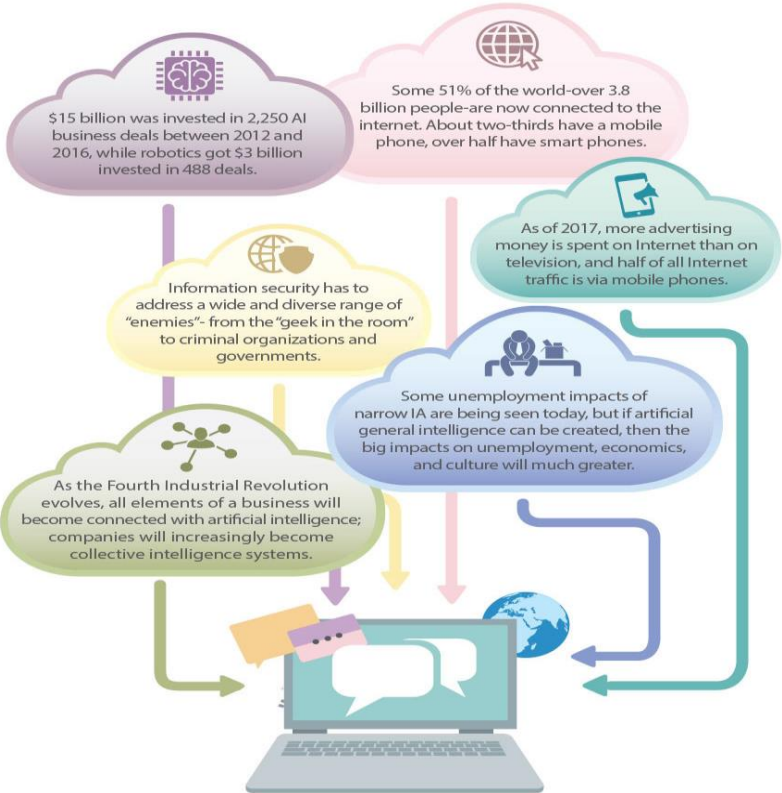 $15 billion was invested in 2,250 AI
business deals between 2012 and
2016, while robotics got $3 billion
invested in 488 deals.
Some 51% of the world-over 3.8
billion people-are now connected to the
internet. About two-thirds have a mobile
phone, over half have smart phones.
As of 2017, more advertising
money is spent on Internet than on
television, and half of all Internet
traffic is via mobile phones.
Information security has to
address a wide and diverse range of
“enemies”- from the “geek in the room”
to criminal organizations and
governments.
Some unemployment impacts of
narrow IA are being seen today, but if artificial
general intelligence can be created, then the
big impacts on unemployment, economics,
and culture will much greater.
As the Fourth Industrial Revolution
evolves, all elements of a business will
become connected with artificial intelligence;
companies will increasingly become
collective intelligence systems.